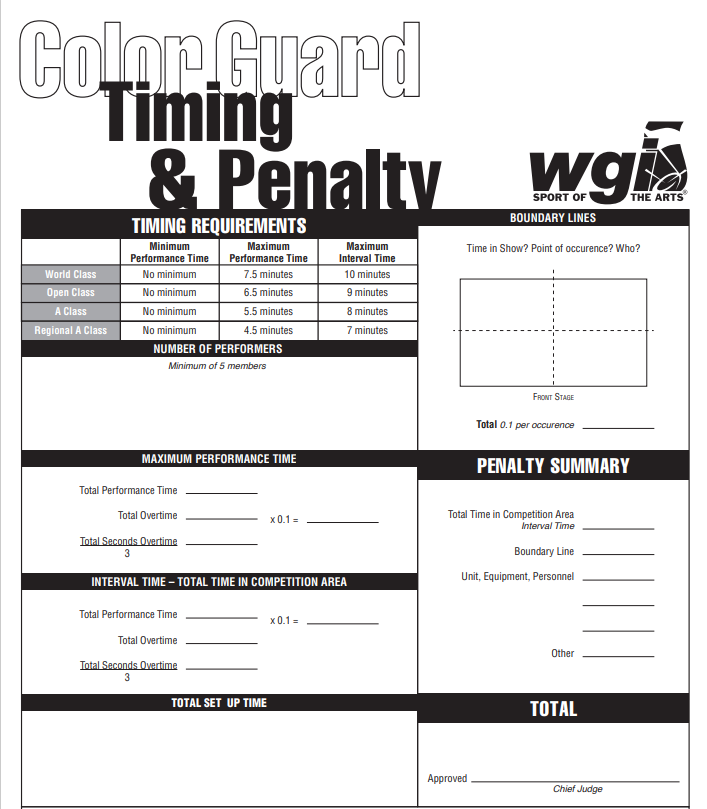 Color Guard
Timing
& Penalty
wgi
SPORT OF THE ARTS®
TIMING REQUIREMENTS
Minimum Performance Time Maximum Performance Time Maximum Interval Time
World Class No minimum 7.5 minutes 10 minutes
Open Class No minimum 6.5 minutes 9 minutes
A Class No minimum 5.5 minutes 8 minutes
Regional A Class No minimum 4.5 minutes 7 minutes
NUMBER OF PERFORMERS
Minimum of 5 members
BOUNDARY LINES
Time in Show? Point of occurence? Who?
FRONT STAGE
Total 0.1 per occurence
MAXIMUM PERFORMANCE TIME
Total Performance Time
Total Overtime
x 0.1 =
Total Seconds Overtime
3
INTERVAL TIME – TOTAL TIME IN COMPETITION AREA
Total Performance Time
x 0.1 =
Total Overtime
Total Seconds Overtime
3
TOTAL SET UP TIME
PENALTY SUMMARY
Total Time in Competition Area
Interval Time
Boundary Line
Unit, Equipment, Personnel
Other
TOTAL
Approved
Chief Judge